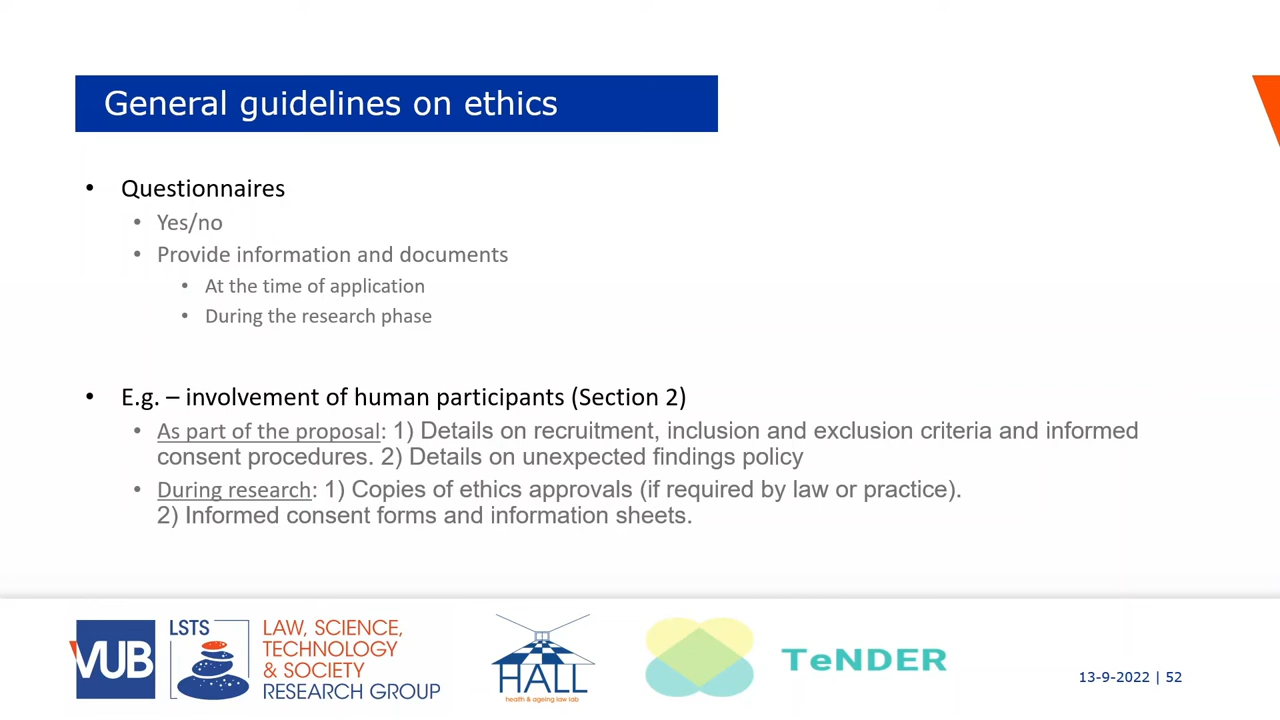 General guidelines on ethics
• Questionnaires
• Yes/no
• Provide information and documents
• At the time of application
• During the research phase
• E.g. – involvement of human participants (Section 2)
• As part of the proposal: 1) Details on recruitment, inclusion and exclusion criteria and informed
consent procedures. 2) Details on unexpected findings policy
• During research: 1) Copies of ethics approvals (if required by law or practice).
2) Informed consent forms and information sheets.
VUB
LSTS
LAW, SCIENCE,
TECHNOLOGY
& SOCIETY
RESEARCH GROUP
HALL
health & ageing law lab
TeNDER
13-9-2022 | 52